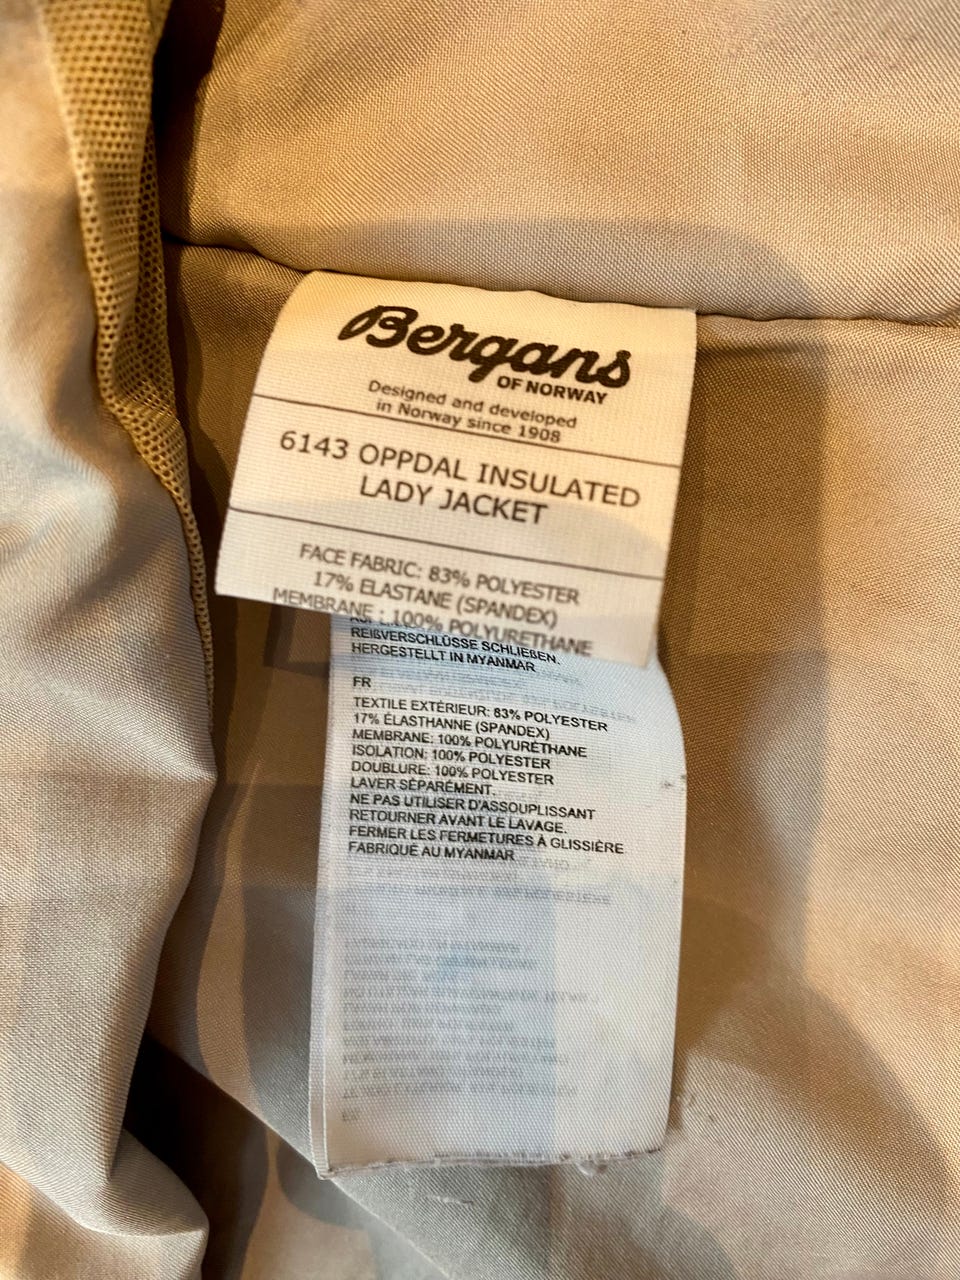 Bergans
OF NORWAY
Designed and developed
in Norway since 1908
6143 OPPDAL INSULATED
LADY JACKET
FACE FABRIC: 83% POLYESTER
17% ELASTANE (SPANDEX)
MEMBRANE : 100% POLYURETHANE
REIßVERSCHLÜSSE SCHLIEßEN.
HERGESTELLT IN MYANMAR
FR
TEXTILE EXTÉRIEUR: 83% POLYESTER
17% ÉLASTHANNE (SPANDEX)
MEMBRANE: 100% POLYURÉTHANE
ISOLATION: 100% POLYESTER
DOUBLURE: 100% POLYESTER
LAVER SÉPARÉMENT.
NE PAS UTILISER D'ASSOUPLISSANT
RETOURNER AVANT LE LAVAGE.
FERMER LES FERMETURES À GLISSIÈRE
FABRIQUÉ AU MYANMAR